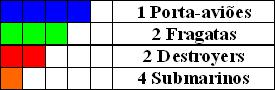 1 Porta-aviões
2 Fragatas
2 Destroyers
4 Submarinos